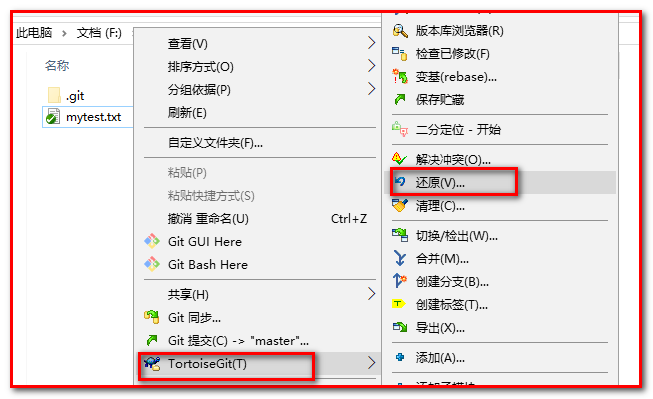 此电脑 > 文档 (F:) >
名称
.git
mytest.txt
查看(V)
排序方式(O)
分组依据(P)
刷新(E)
自定义文件夹(F)...
粘贴(P)
粘贴快捷方式(S)
撤消 重命名(U) Ctrl+Z
Git GUI Here
Git Bash Here
共享(H)
Git 同步...
Git 提交(C) -> "master"...
TortoiseGit(T)
版本库浏览器(R)
检查已修改(F)
变基(rebase)...
保存贮藏
二分定位 - 开始
解决冲突(O)...
还原(V)...
清理(C)...
切换/检出(W)...
合并(M)...
创建分支(B)...
创建标签(T)...
导出(X)...
添加(A)...